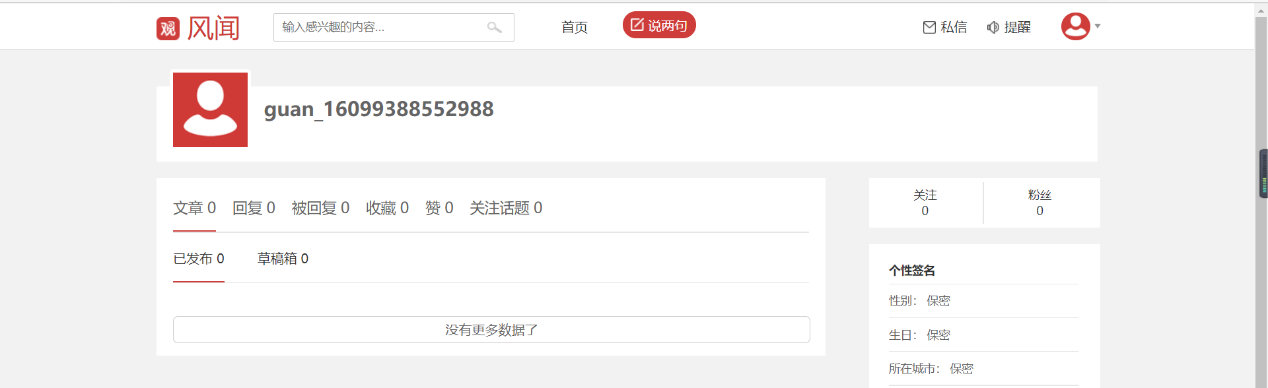 观 风闻 输入感兴趣的内容... 首页 说两句 私信 提醒
guan_16099388552988
文章 0 回复 0 被回复 0 收藏 0 赞 0 关注话题 0
已发布 0 草稿箱 0
没有更多数据了
关注 粉丝
0 0
个性签名
性别: 保密
生日: 保密
所在城市: 保密